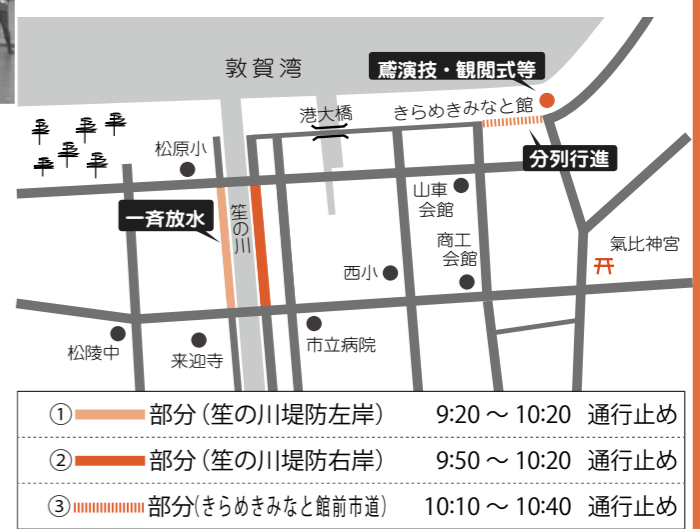 敦賀湾
鳶演技・観閲式等
港大橋
きらめきみなと館
松原小
分列行進
山車
会館
一斉放水
笙の川
商工
会館
氣比神宮
西小
松陵中
来迎寺
市立病院
① 部分(笙の川堤防左岸) 9:20 ～ 10:20 通行止め
② 部分(笙の川堤防右岸) 9:50 ～ 10:20 通行止め
③ 部分(きらめきみなと館前市道) 10:10 ～ 10:40 通行止め